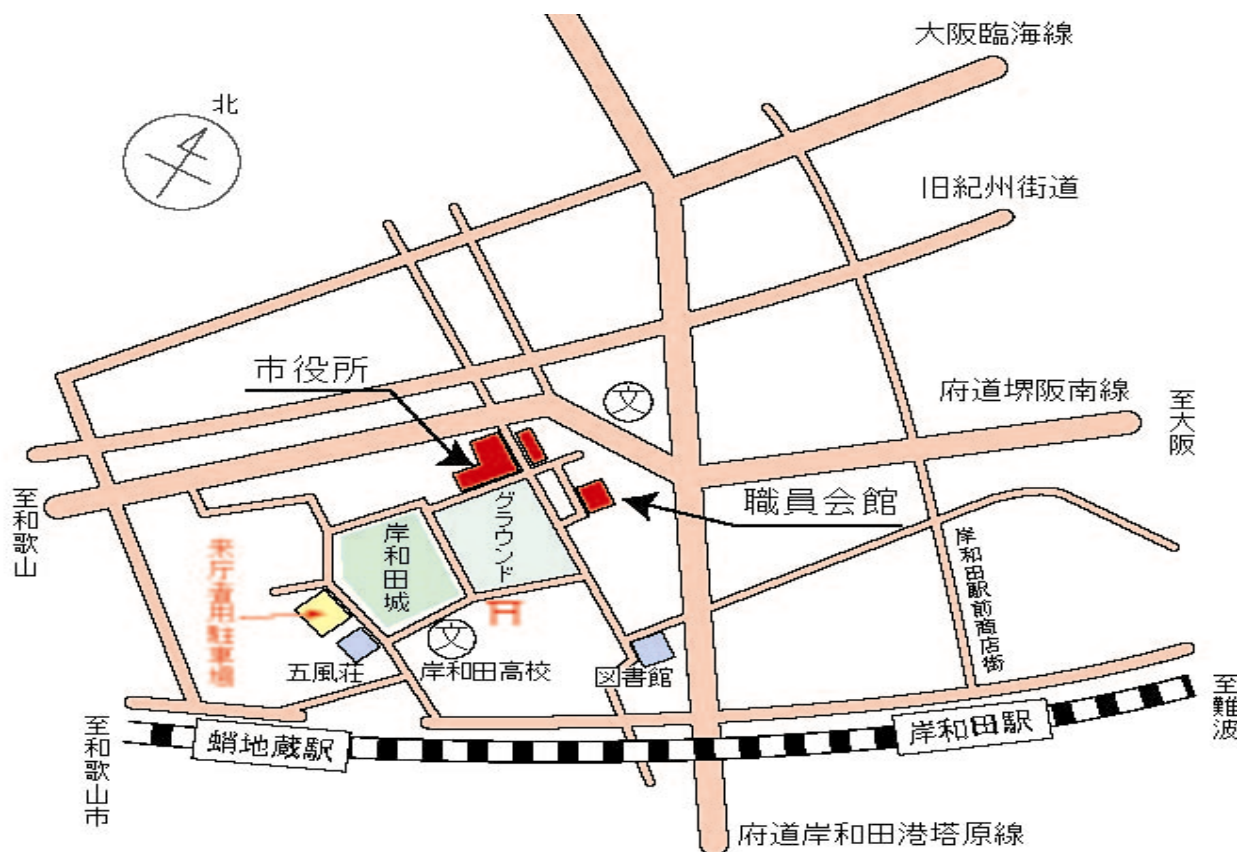 大阪臨海線
北
旧紀州街道
市役所
文
府道堺阪南線
至大阪
職員会館
至和歌山
グラウンド
岸和田城
来庁者用駐車場
岸和田駅前商店街
文
五風荘
岸和田高校
図書館
至難波
至和歌山市
蛸地蔵駅
岸和田駅
府道岸和田港塔原線